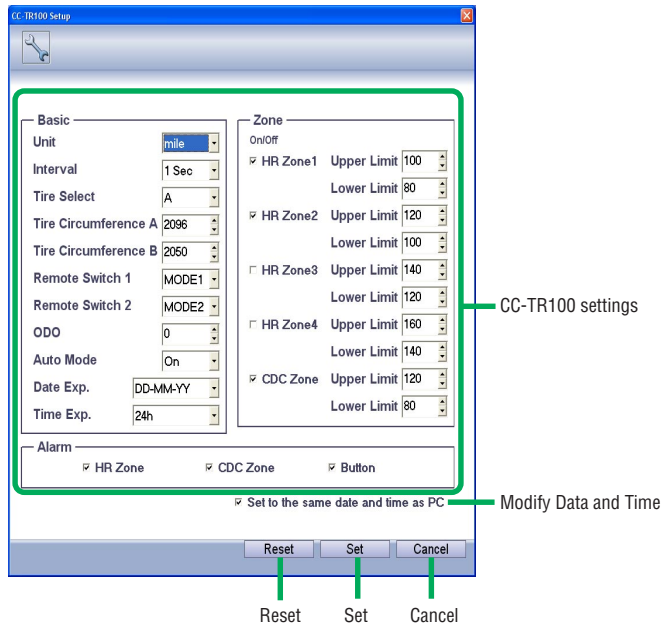 CC-TR100 Setup
Basic
Unit mile
Interval 1 Sec
Tire Select A
Tire Circumference A 2096
Tire Circumference B 2050
Remote Switch 1 MODE1
Remote Switch 2 MODE2
ODO 0
Auto Mode On
Date Exp. DD-MM-YY
Time Exp. 24h
Zone
On/Off
HR Zone1 Upper Limit 100
Lower Limit 80
HR Zone2 Upper Limit 120
Lower Limit 100
HR Zone3 Upper Limit 140
Lower Limit 120
HR Zone4 Upper Limit 160
Lower Limit 140
CDC Zone Upper Limit 120
Lower Limit 80
CC-TR100 settings
Alarm
HR Zone CDC Zone Button
Set to the same date and time as PC
Modify Data and Time
Reset Set Cancel
Reset Set Cancel